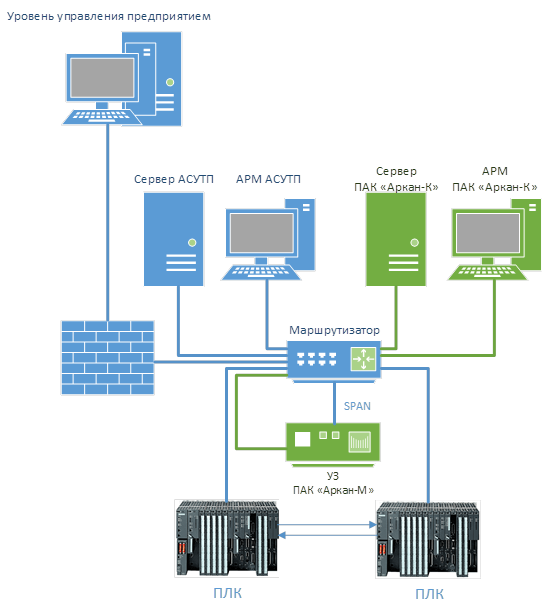 Уровень управления предприятием
Сервер АСУТП
АРМ АСУТП
Сервер
ПАК «Аркан-К»
АРМ
ПАК «Аркан-К»
Маршрутизатор
SPAN
УЗ
ПАК «Аркан-М»
ПЛК
ПЛК